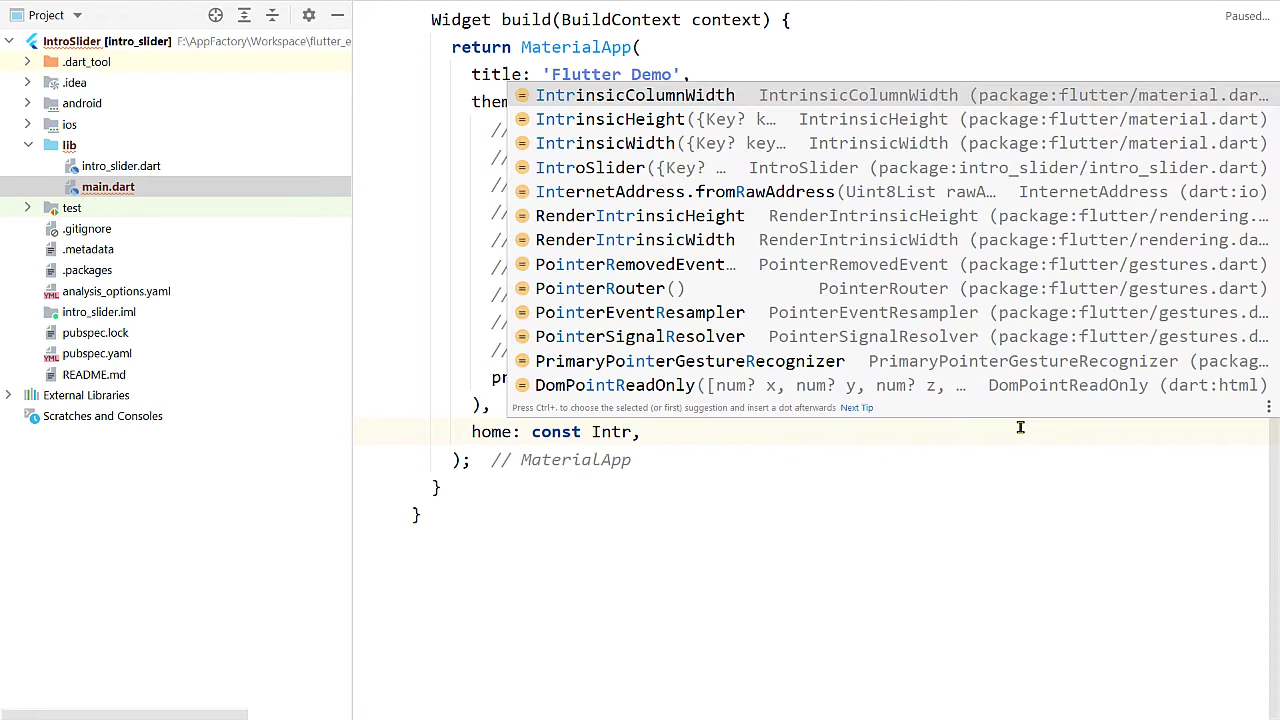 Project
Paused...
IntroSlider [intro_slider] F:\AppFactory\Workspace\flutter_e
.dart_tool
.idea
android
ios
lib
intro_slider.dart
main.dart
test
.gitignore
.metadata
.packages
analysis_options.yaml
intro_slider.iml
pubspec.lock
pubspec.yaml
README.md
External Libraries
Scratches and Consoles
Widget build(BuildContext context) {
return MaterialApp(
title: 'Flutter Demo',
them
//
//
//
//
//
//
//
//
//
pr
IntrinsicColumnWidth IntrinsicColumnWidth (package:flutter/material.dar…
IntrinsicHeight({Key? k… IntrinsicHeight (package:flutter/material.dart)
IntrinsicWidth({Key? key… IntrinsicWidth (package:flutter/material.dart)
IntroSlider({Key? … IntroSlider (package:intro_slider/intro_slider.dart)
InternetAddress.fromRawAddress(Uint8List rawA… InternetAddress (dart:io)
RenderIntrinsicHeight RenderIntrinsicHeight (package:flutter/rendering.…
RenderIntrinsicWidth RenderIntrinsicWidth (package:flutter/rendering.da…
PointerRemovedEvent… PointerRemovedEvent (package:flutter/gestures.dart)
PointerRouter() PointerRouter (package:flutter/gestures.dart)
PointerEventResampler PointerEventResampler (package:flutter/gestures.d…
PointerSignalResolver PointerSignalResolver (package:flutter/gestures.d…
PrimaryPointerGestureRecognizer PrimaryPointerGestureRecognizer (packag…
DomPointReadOnly([num? x, num? y, num? z, … DomPointReadOnly (dart:html)
Press Ctrl+. to choose the selected (or first) suggestion and insert a dot afterwards Next Tip
),
home: const Intr,
); // MaterialApp
}
}